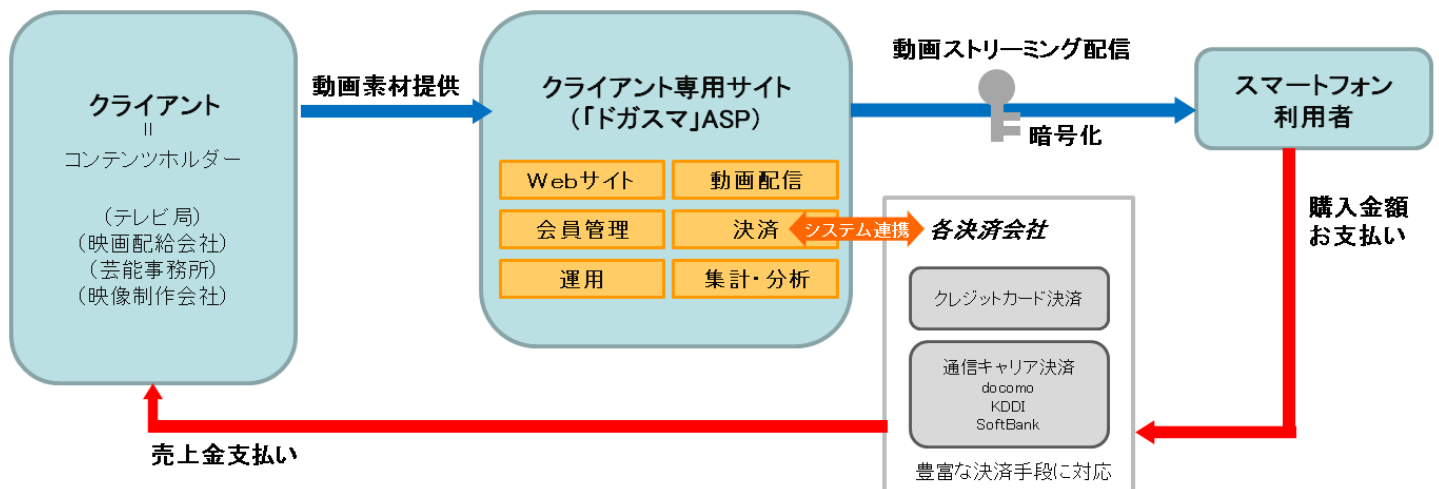 クライアント
=
コンテンツホルダー
(テレビ局)
(映画配給会社)
(芸能事務所)
(映像制作会社)
動画素材提供
クライアント専用サイト
(「ドガスマ」ASP)
Webサイト
動画配信
会員管理
決済
運用
集計・分析
システム連携
動画ストリーミング配信
暗号化
スマートフォン
利用者
購入金額
お支払い
各決済会社
クレジットカード決済
通信キャリア決済
docomo
KDDI
SoftBank
豊富な決済手段に対応
売上金支払い